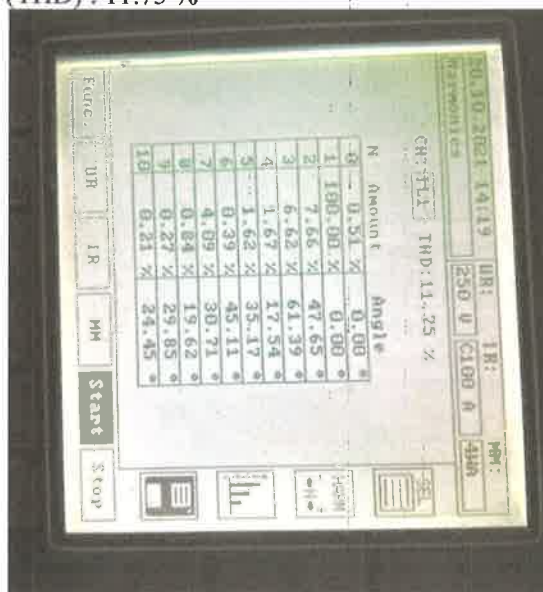 (THD) : 11.75 %
20.10.2021 14:19 UR: IR: MM:
Harmonics 250 V C100 A
CH: IL1 THD:11.25 %
N Amount Angle
0 0.51 % 0.00 °
1 100.00 % 0.00 °
2 7.66 % 47.65 °
3 6.62 % 61.39 °
4 1.67 % 17.54 °
5 1.62 % 35.17 °
6 0.39 % 45.11 °
7 4.09 % 30.71 °
8 0.84 % 19.62 °
9 0.27 % 29.85 °
10 0.21 % 24.45 °
Func. UR IR MM Start Stop